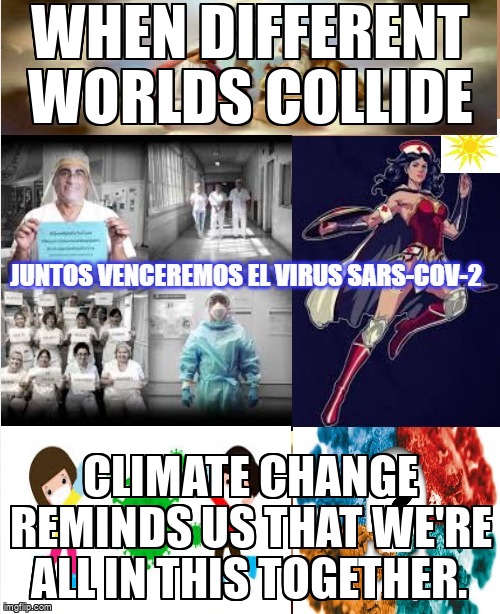 WHEN DIFFERENT
WORLDS COLLIDE
JUNTOS VENCEREMOS EL VIRUS SARS-COV-2
CLIMATE CHANGE
REMINDS US THAT WE'RE
ALL IN THIS TOGETHER.
imgflip.com